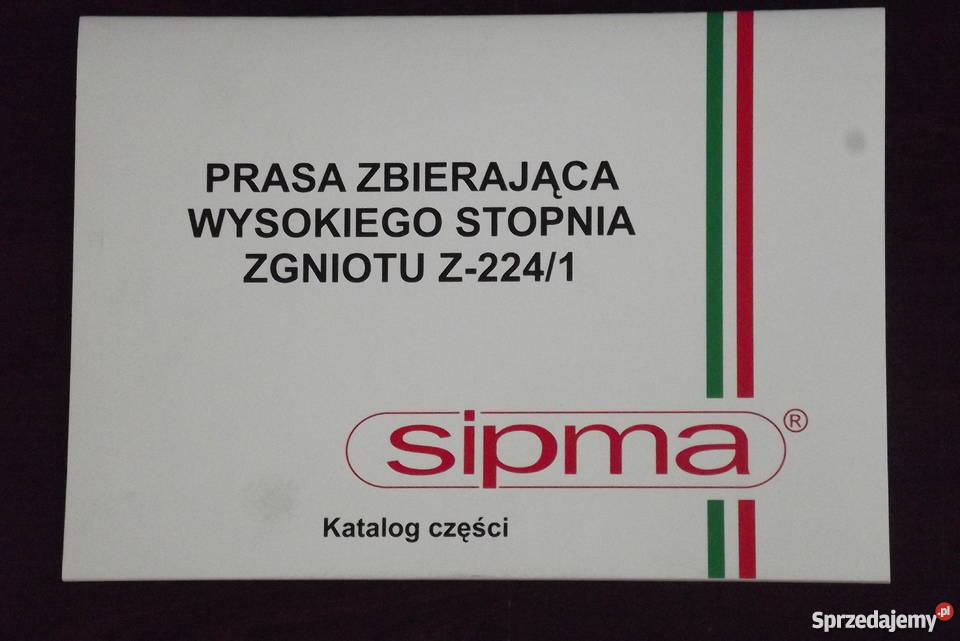 PRASA ZBIERAJĄCA
WYSOKIEGO STOPNIA
ZGNIOTU Z-224/1
sipma®
Katalog części
Sprzedajemy.pl